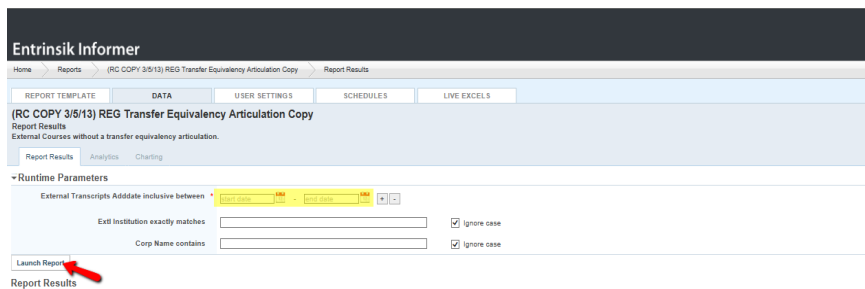 Entrinsik Informer
Home Reports (RC COPY 3/5/13) REG Transfer Equivalency Articulation Copy Report Results
REPORT TEMPLATE DATA USER SETTINGS SCHEDULES LIVE EXCELS
(RC COPY 3/5/13) REG Transfer Equivalency Articulation Copy
Report Results
External Courses without a transfer equivalency articulation.
Report Results Analytics Charting
Runtime Parameters
External Transcripts Adddate inclusive between * start date - end date + -
Extl Institution exactly matches Ignore case
Corp Name contains Ignore case
Launch Report
Report Results